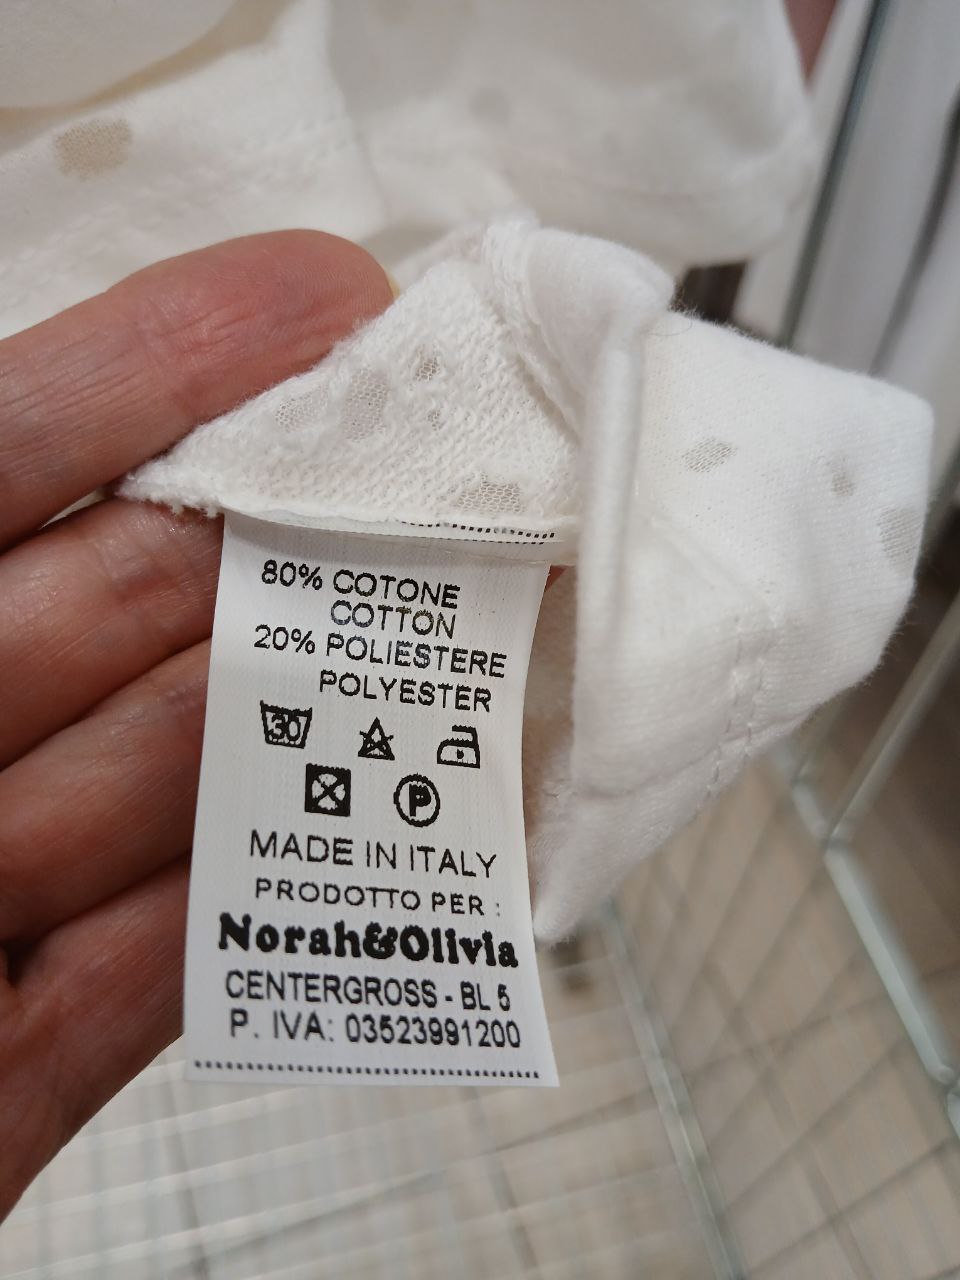 80% COTONE
COTTON
20% POLIESTERE
POLYESTER
30
P
MADE IN ITALY
PRODOTTO PER :
Norah&Olivia
CENTERGROSS - BL 5
P. IVA: 03523991200